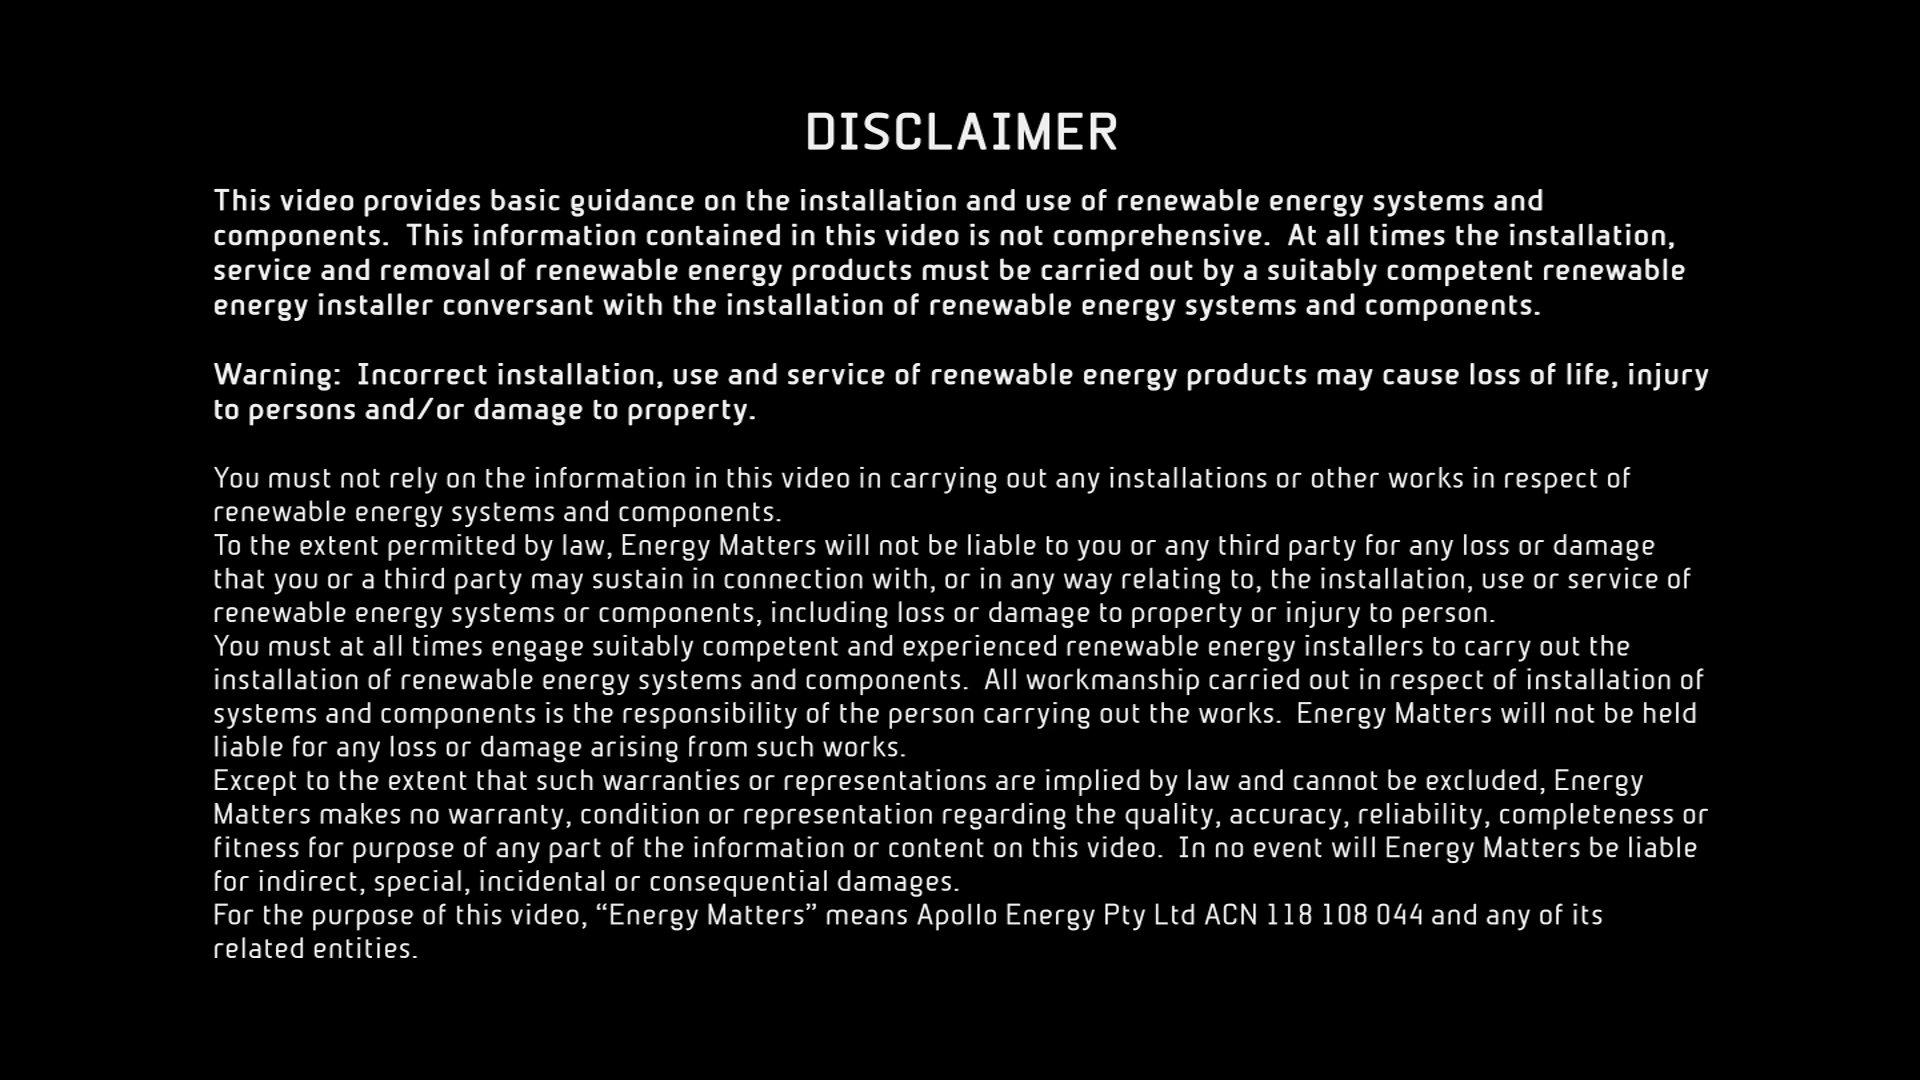 DISCLAIMER
This video provides basic guidance on the installation and use of renewable energy systems and
components.  This information contained in this video is not comprehensive.  At all times the installation,
service and removal of renewable energy products must be carried out by a suitably competent renewable
energy installer conversant with the installation of renewable energy systems and components.
Warning:  Incorrect installation, use and service of renewable energy products may cause loss of life, injury
to persons and/or damage to property.
You must not rely on the information in this video in carrying out any installations or other works in respect of
renewable energy systems and components.
To the extent permitted by law, Energy Matters will not be liable to you or any third party for any loss or damage
that you or a third party may sustain in connection with, or in any way relating to, the installation, use or service of
renewable energy systems or components, including loss or damage to property or injury to person.
You must at all times engage suitably competent and experienced renewable energy installers to carry out the
installation of renewable energy systems and components.  All workmanship carried out in respect of installation of
systems and components is the responsibility of the person carrying out the works.  Energy Matters will not be held
liable for any loss or damage arising from such works.
Except to the extent that such warranties or representations are implied by law and cannot be excluded, Energy
Matters makes no warranty, condition or representation regarding the quality, accuracy, reliability, completeness or
fitness for purpose of any part of the information or content on this video.  In no event will Energy Matters be liable
for indirect, special, incidental or consequential damages.
For the purpose of this video, “Energy Matters” means Apollo Energy Pty Ltd ACN 118 108 044 and any of its
related entities.